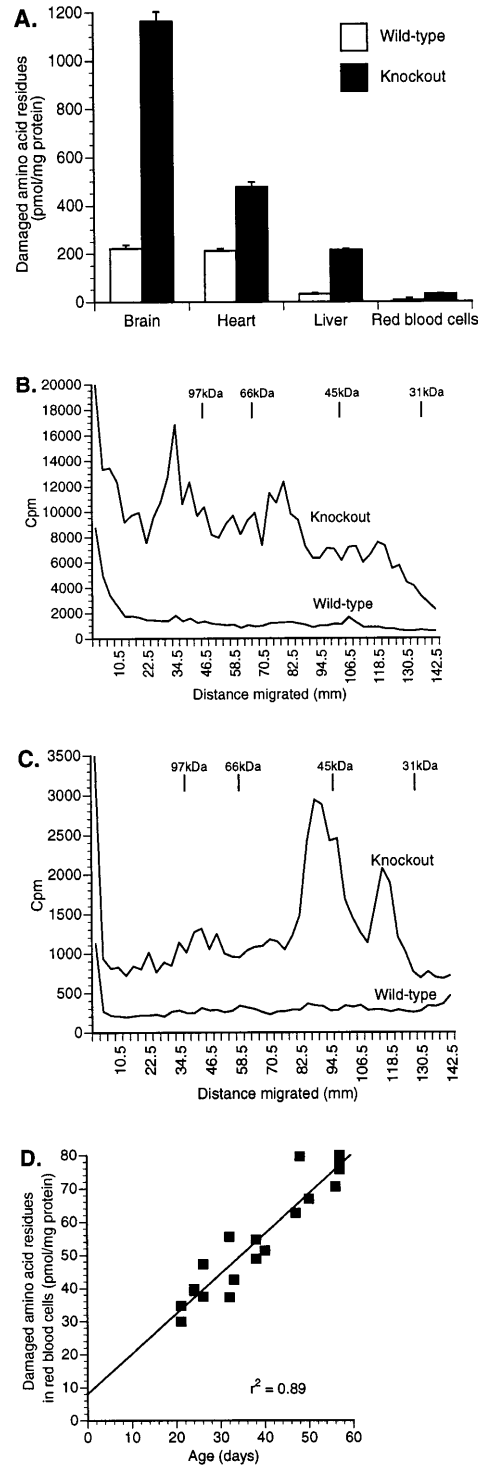 A.
Damaged amino acid residues
(pmol/mg protein)
1200
1000
800
600
400
200
0
Wild-type
Knockout
Brain Heart Liver Red blood cells
B.
Cpm
20000
18000
16000
14000
12000
10000
8000
6000
4000
2000
0
97kDa 66kDa 45kDa 31kDa
Knockout
Wild-type
10.5 22.5 34.5 46.5 58.5 70.5 82.5 94.5 106.5 118.5 130.5 142.5
Distance migrated (mm)
C.
Cpm
3500
3000
2500
2000
1500
1000
500
0
97kDa 66kDa 45kDa 31kDa
Knockout
Wild-type
10.5 22.5 34.5 46.5 58.5 70.5 82.5 94.5 106.5 118.5 130.5 142.5
Distance migrated (mm)
D.
Damaged amino acid residues
in red blood cells (pmol/mg protein)
80
70
60
50
40
30
20
10
0
r² = 0.89
0 10 20 30 40 50 60
Age (days)